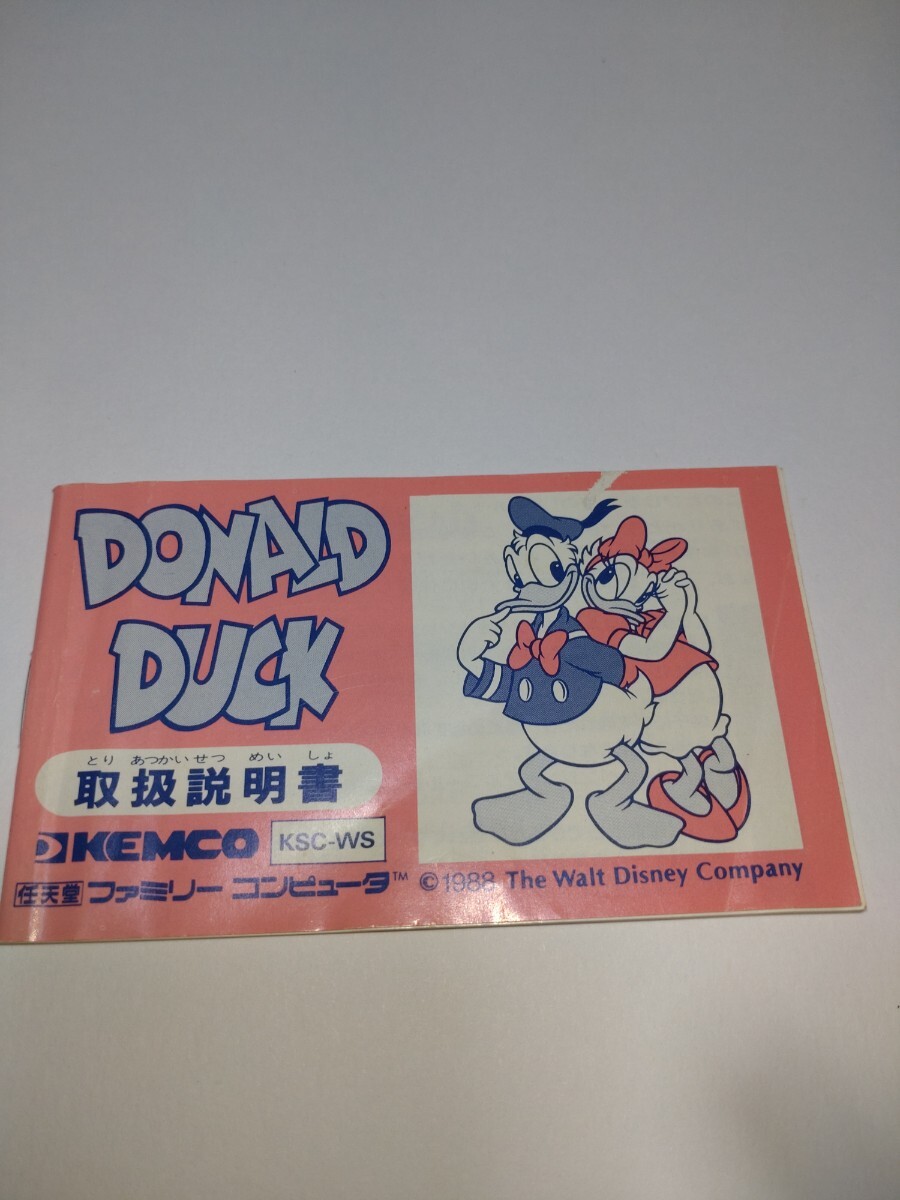 DONALD
DUCK
とり あつかい せつ めい しょ
取扱説明書
KEMCO KSC-WS
任天堂 ファミリー コンピュータ™ ©1988 The Walt Disney Company